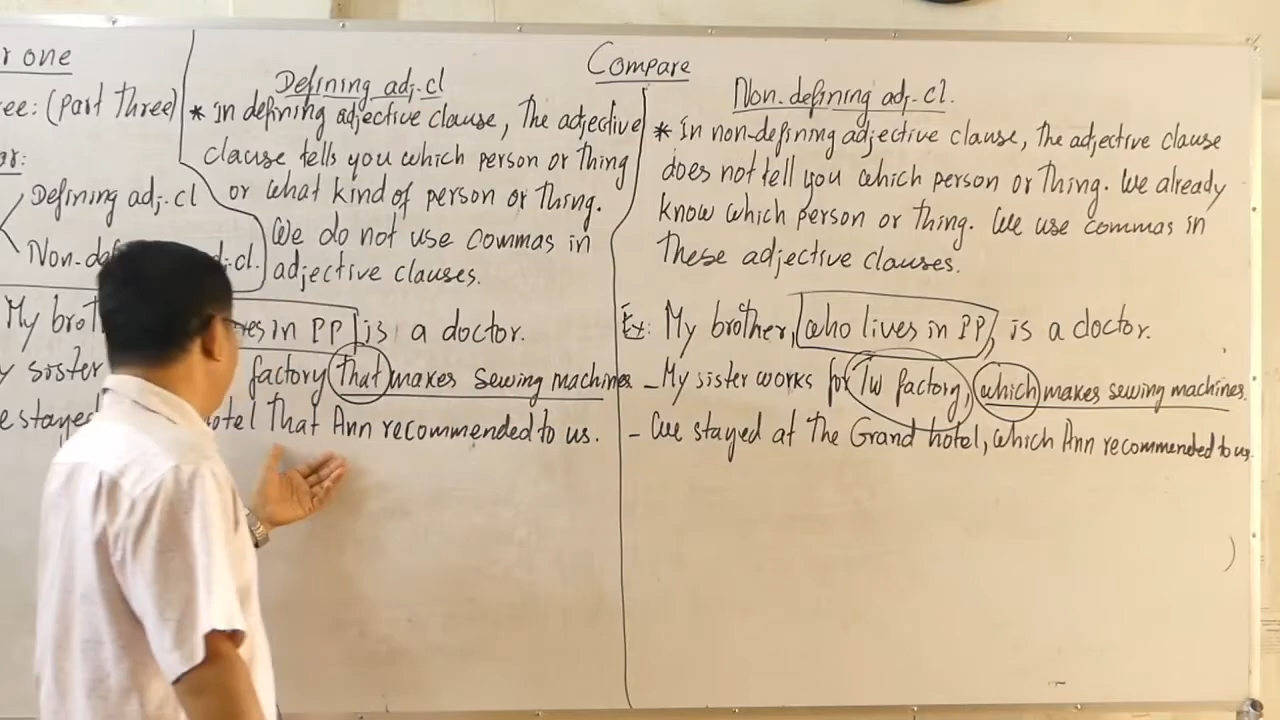 one
Part Three)
Defining adj.cl
Compare
Defining adj.cl
* In defining adjective clause, The adjective
clause tells you which person or Thing
or what kind of person or Thing.
We do not use commas in
adjective clauses.
My is a doctor.
in PP
sister factory that makes sewing machines
That Ann recommended to us.
Non-defining adj.cl.
* In non-defining adjective clause, The adjective clause
does not tell you which person or Thing. We already
know which person or Thing. We use commas in
These adjective clauses.
Ex: My brother, who lives in PP, is a doctor.
- My sister works for TW factory, which makes sewing machines.
- We stayed at The Grand hotel, which Ann recommended to us.